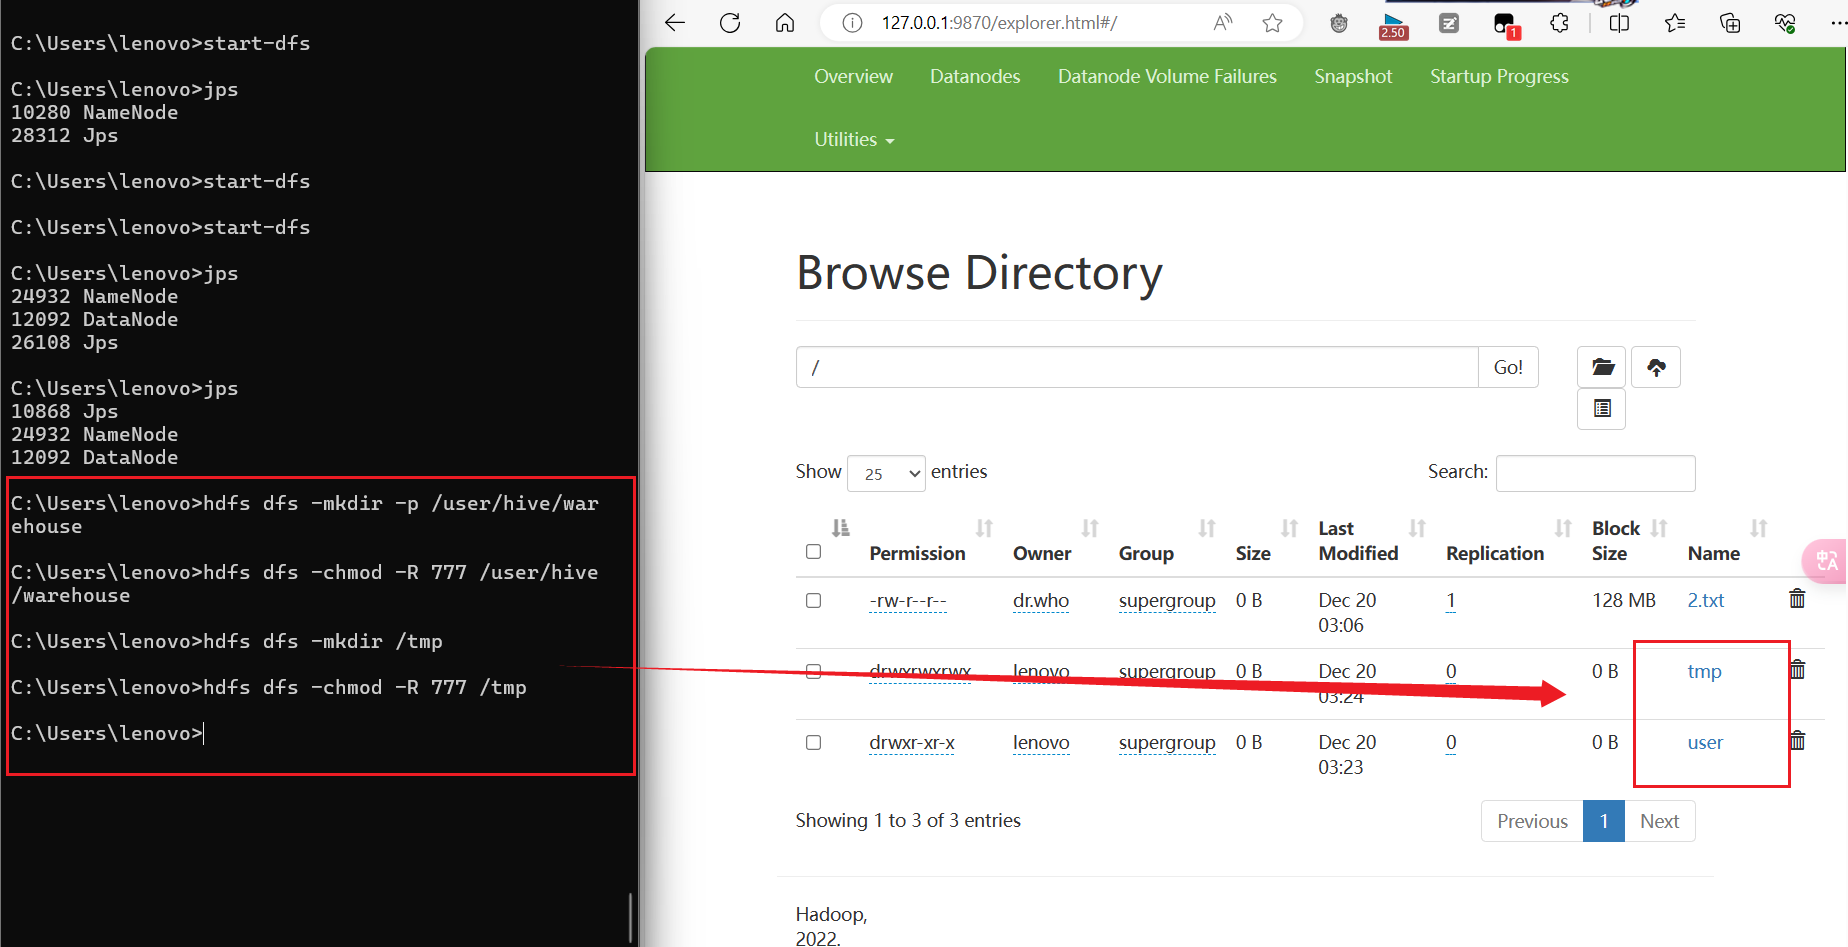 C:\Users\lenovo>start-dfs
C:\Users\lenovo>jps
10280 NameNode
28312 Jps
C:\Users\lenovo>start-dfs
C:\Users\lenovo>start-dfs
C:\Users\lenovo>jps
24932 NameNode
12092 DataNode
26108 Jps
C:\Users\lenovo>jps
10868 Jps
24932 NameNode
12092 DataNode
C:\Users\lenovo>hdfs dfs -mkdir -p /user/hive/war
ehouse
C:\Users\lenovo>hdfs dfs -chmod -R 777 /user/hive
/warehouse
C:\Users\lenovo>hdfs dfs -mkdir /tmp
C:\Users\lenovo>hdfs dfs -chmod -R 777 /tmp
C:\Users\lenovo>
127.0.0.1:9870/explorer.html#/
2.50
1
Overview Datanodes Datanode Volume Failures Snapshot Startup Progress
Utilities
Browse Directory
/ Go!
Show 25 entries Search:
Permission Owner Group Size Last Modified Replication Block Size Name
-rw-r--r-- dr.who supergroup 0 B Dec 20 03:06 1 128 MB 2.txt
drwxrwxrwx lenovo supergroup 0 B Dec 20 03:24 0 0 B tmp
drwxr-xr-x lenovo supergroup 0 B Dec 20 03:23 0 0 B user
Showing 1 to 3 of 3 entries Previous 1 Next
Hadoop,
2022.
中A